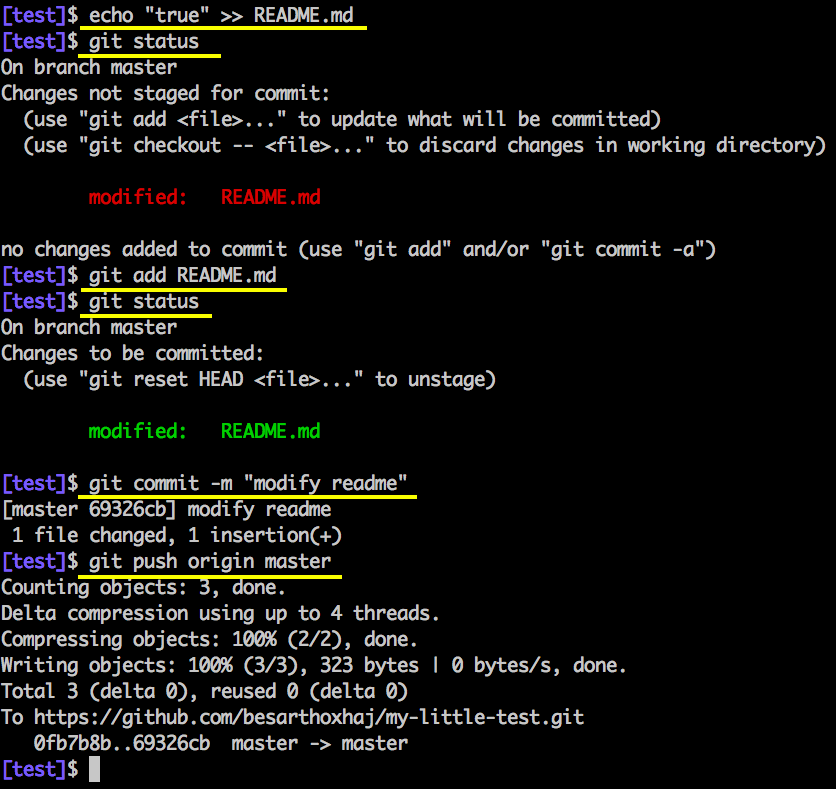 [test]$ echo "true" >> README.md
[test]$ git status
On branch master
Changes not staged for commit:
  (use "git add <file>..." to update what will be committed)
  (use "git checkout -- <file>..." to discard changes in working directory)

        modified:   README.md

no changes added to commit (use "git add" and/or "git commit -a")
[test]$ git add README.md
[test]$ git status
On branch master
Changes to be committed:
  (use "git reset HEAD <file>..." to unstage)

        modified:   README.md

[test]$ git commit -m "modify readme"
[master 69326cb] modify readme
 1 file changed, 1 insertion(+)
[test]$ git push origin master
Counting objects: 3, done.
Delta compression using up to 4 threads.
Compressing objects: 100% (2/2), done.
Writing objects: 100% (3/3), 323 bytes | 0 bytes/s, done.
Total 3 (delta 0), reused 0 (delta 0)
To https://github.com/besarthoxhaj/my-little-test.git
   0fb7b8b..69326cb  master -> master
[test]$